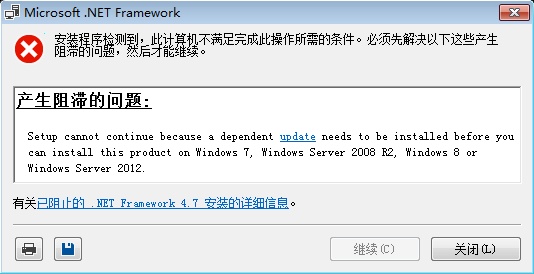 Microsoft .NET Framework
安装程序检测到，此计算机不满足完成此操作所需的条件。必须先解决以下这些产生
阻滞的问题，然后才能继续。
产生阻滞的问题:
Setup cannot continue because a dependent update needs to be installed before you
can install this product on Windows 7, Windows Server 2008 R2, Windows 8 or
Windows Server 2012.
有关已阻止的 .NET Framework 4.7 安装的详细信息。
继续(C)
关闭(L)